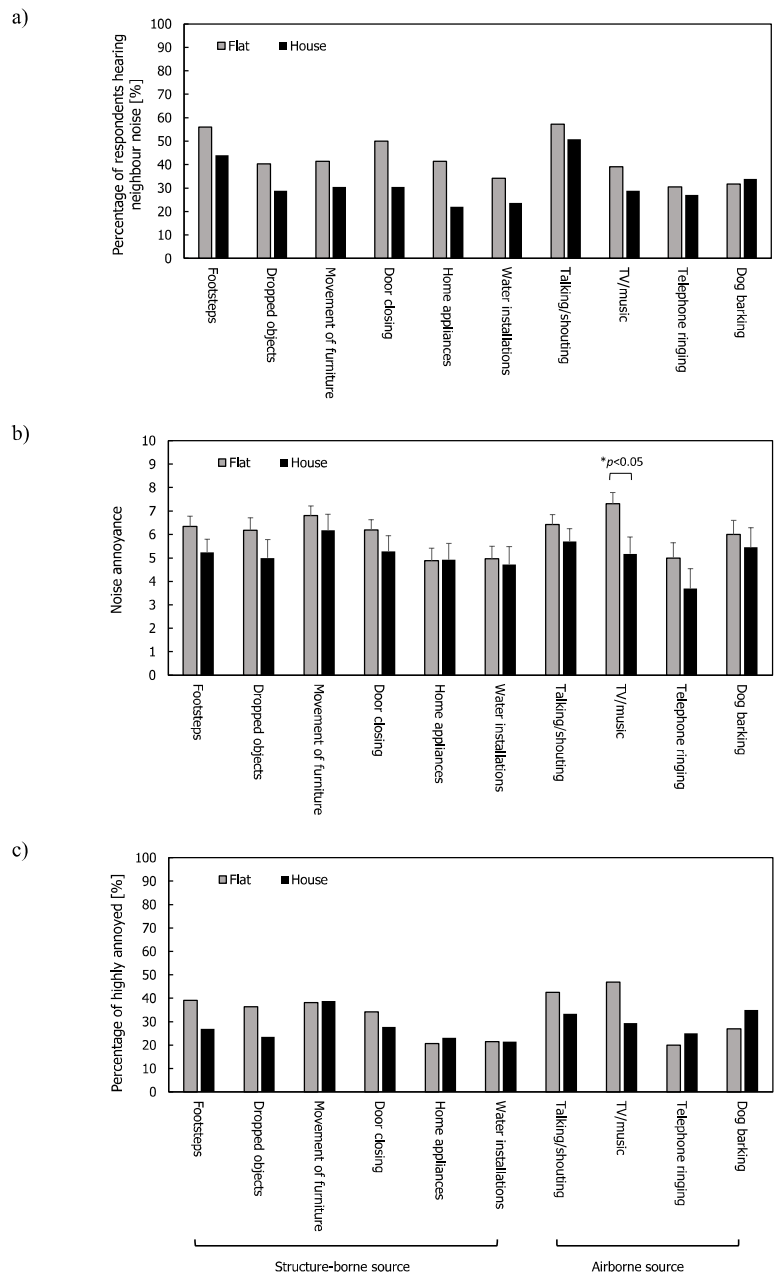 a)
Percentage of respondents hearing
neighbour noise [%]
100
90
80
70
60
50
40
30
20
10
0
Flat
House
Footsteps
Dropped objects
Movement of furniture
Door closing
Home appliances
Water installations
Talking/shouting
TV/music
Telephone ringing
Dog barking
b)
Noise annoyance
10
9
8
7
6
5
4
3
2
1
0
Flat
House
*p<0.05
Footsteps
Dropped objects
Movement of furniture
Door closing
Home appliances
Water installations
Talking/shouting
TV/music
Telephone ringing
Dog barking
c)
Percentage of highly annoyed [%]
100
90
80
70
60
50
40
30
20
10
0
Flat
House
Footsteps
Dropped objects
Movement of furniture
Door closing
Home appliances
Water installations
Talking/shouting
TV/music
Telephone ringing
Dog barking
Structure-borne source
Airborne source